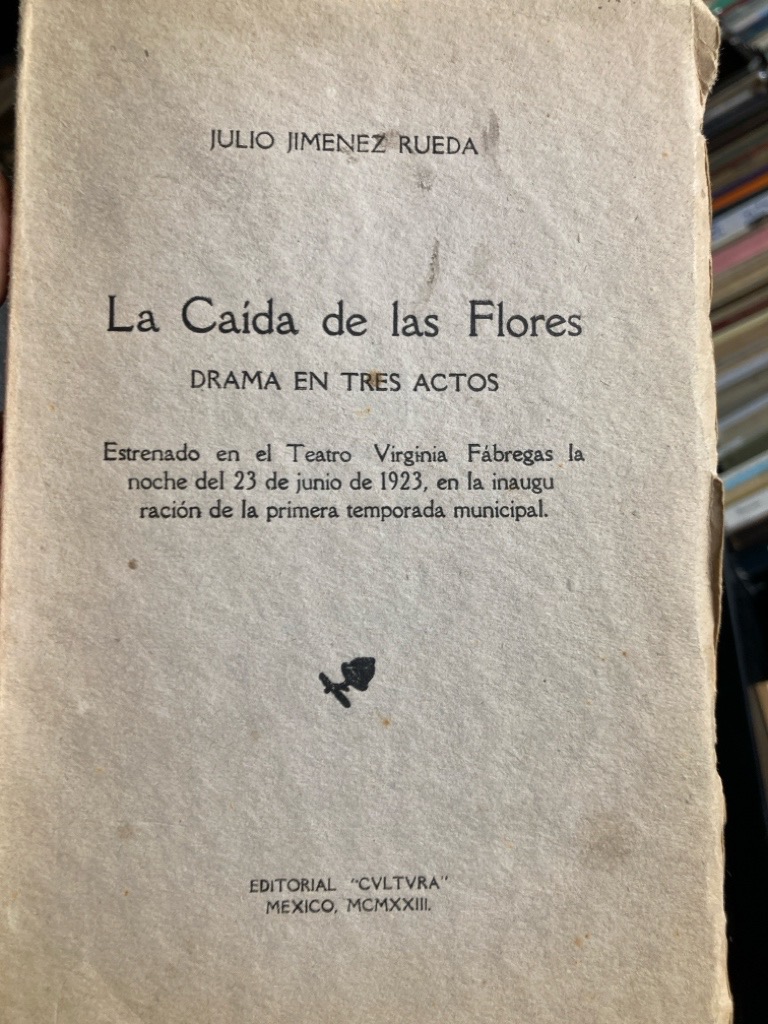 JULIO JIMENEZ RUEDA
La Caída de las Flores
DRAMA EN TRES ACTOS
Estrenado en el Teatro Virginia Fábregas la
noche del 23 de junio de 1923, en la inaugu
ración de la primera temporada municipal.
EDITORIAL "CVLTVRA"
MEXICO, MCMXXIII.